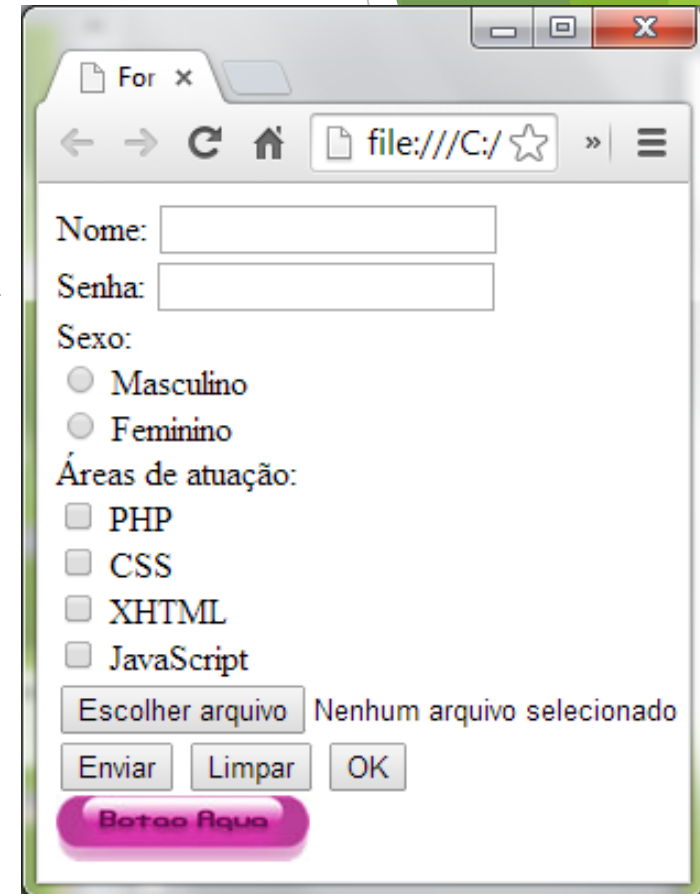 For
file:///C:/
Nome:
Senha:
Sexo:
Masculino
Feminino
Áreas de atuação:
PHP
CSS
XHTML
JavaScript
Escolher arquivo Nenhum arquivo selecionado
Enviar Limpar OK
Botao Aqua